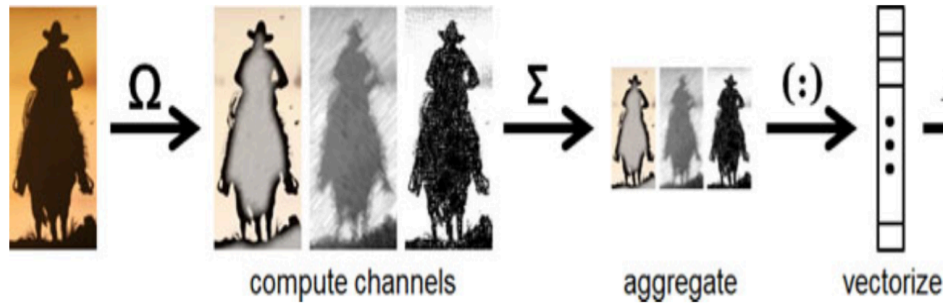 Ω
Σ
(:)
compute channels
aggregate
vectorize